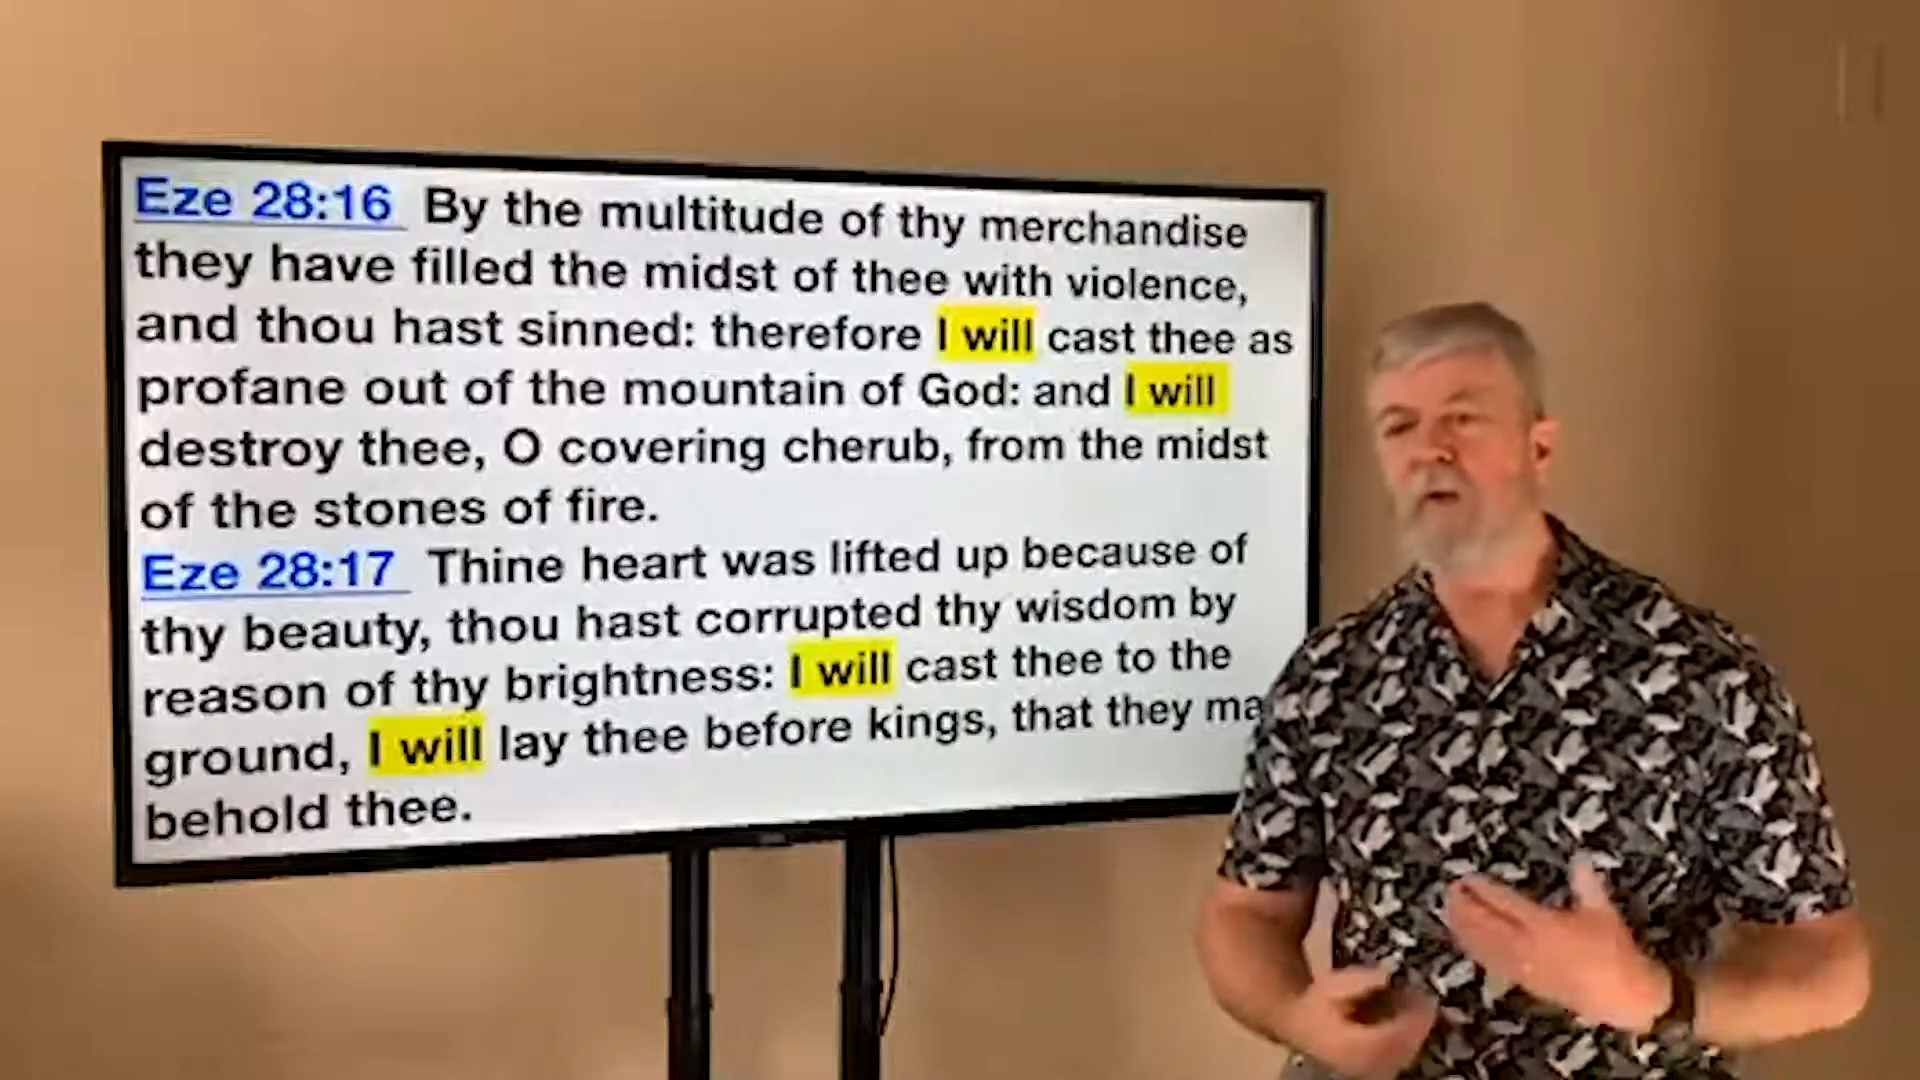 Eze 28:16 By the multitude of thy merchandise
they have filled the midst of thee with violence,
and thou hast sinned: therefore I will cast thee as
profane out of the mountain of God: and I will
destroy thee, O covering cherub, from the midst
of the stones of fire.
Eze 28:17 Thine heart was lifted up because of
thy beauty, thou hast corrupted thy wisdom by
reason of thy brightness: I will cast thee to the
ground, I will lay thee before kings, that they ma
behold thee.